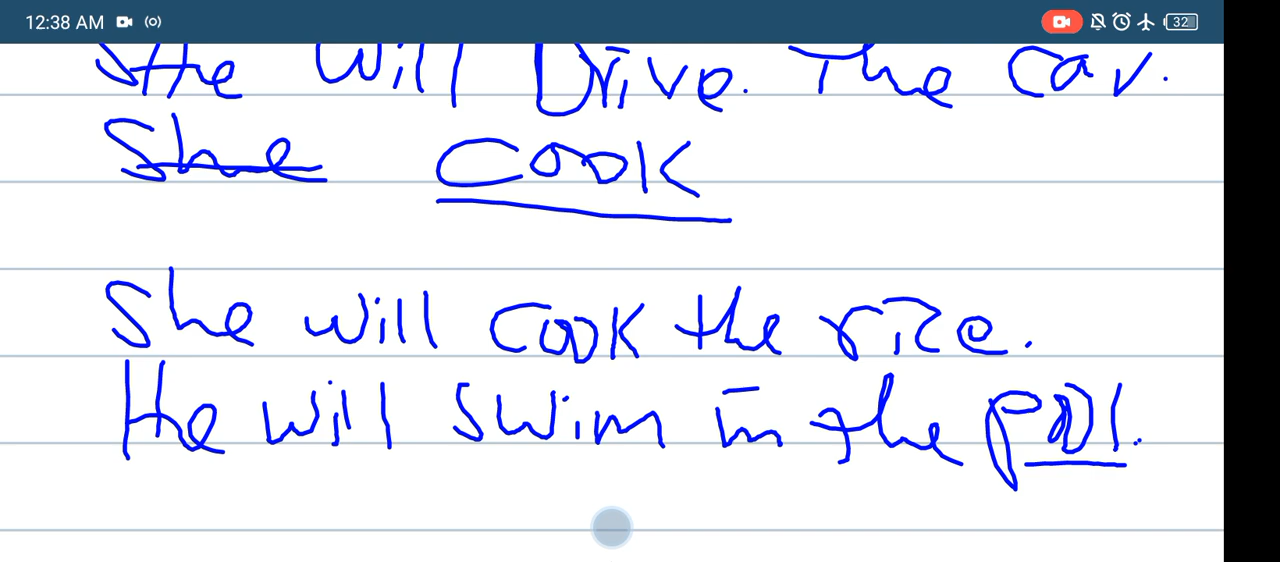 12:38 AM 32
She Will Drive. The Car.
She COOK
She will cook the rice.
He will swim in the pool.